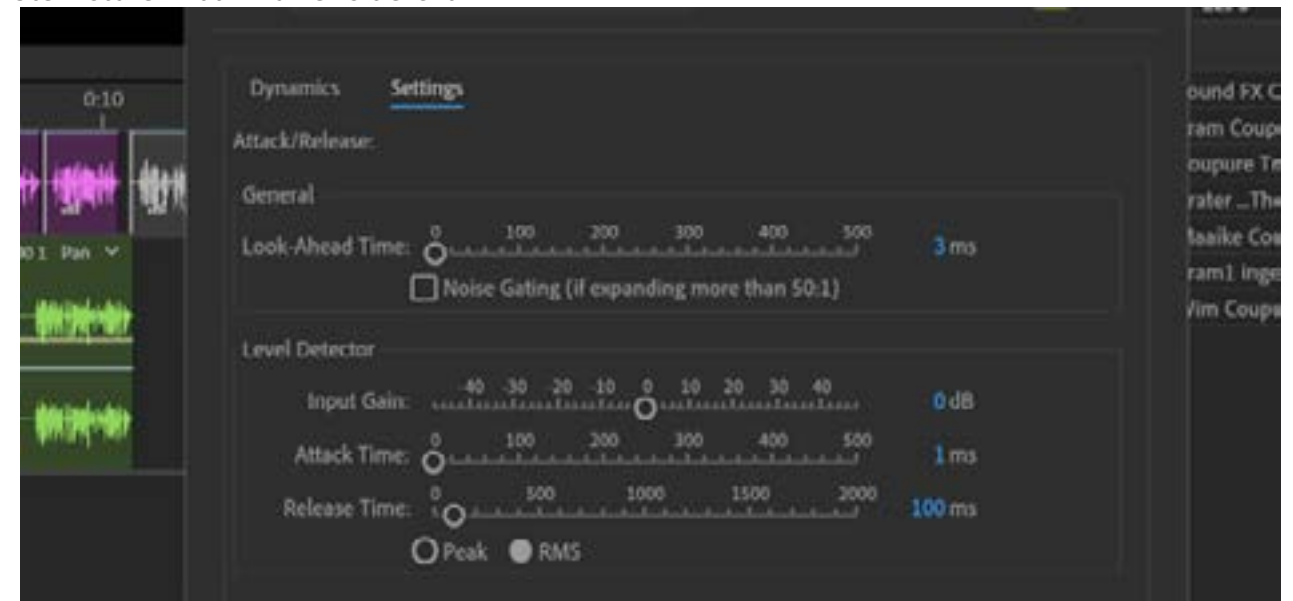 Dynamics Settings
0:10
Attack/Release:
General
0 100 200 300 400 500
Look-Ahead Time: 3 ms
Noise Gating (if expanding more than 50:1)
Pan
Level Detector
-40 -30 -20 -10 0 10 20 30 40
Input Gain: 0 dB
0 100 200 300 400 500
Attack Time: 1 ms
0 500 1000 1500 2000
Release Time: 100 ms
Peak RMS
ound FX C
ram Coup
oupure
rater ...Th
Maaike Cou
ram1 inge
Vim Coup